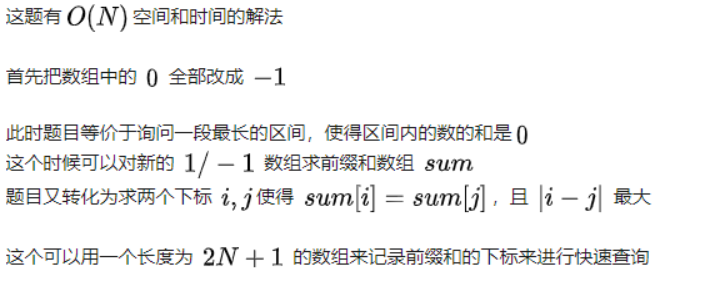 这题有 O(N) 空间和时间的解法
首先把数组中的 0 全部改成 −1
此时题目等价于询问一段最长的区间，使得区间内的数的和是 0
这个时候可以对新的 1/ − 1 数组求前缀和数组 sum
题目又转化为求两个下标 i, j 使得 sum[i] = sum[j]，且 |i − j| 最大
这个可以用一个长度为 2N + 1 的数组来记录前缀和的下标来进行快速查询